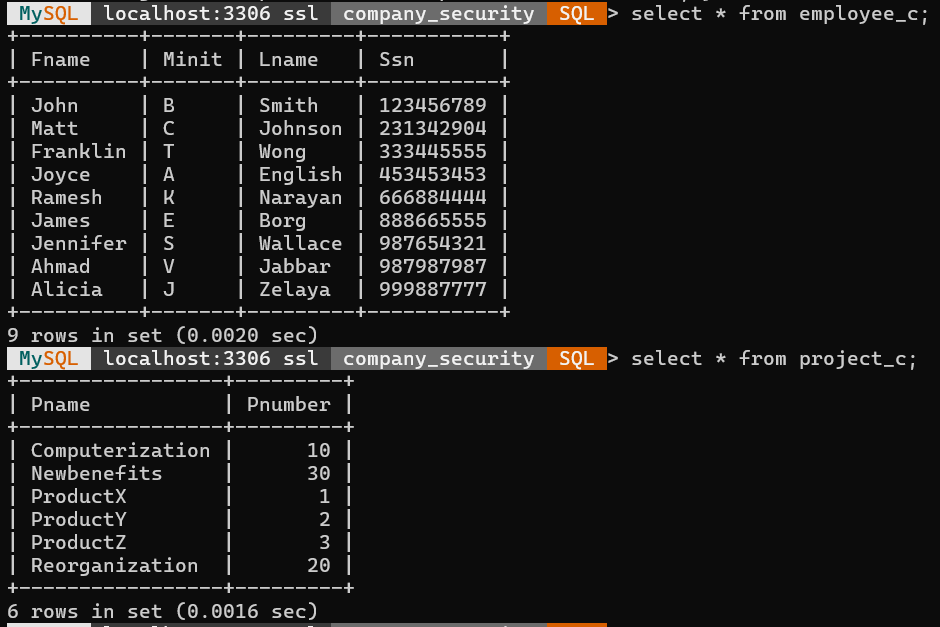 MySQL localhost:3306 ssl company_security SQL > select * from employee_c;
+----------+-------+---------+-----------+
| Fname    | Minit | Lname   | Ssn       |
+----------+-------+---------+-----------+
| John     | B     | Smith   | 123456789 |
| Matt     | C     | Johnson | 231342904 |
| Franklin | T     | Wong    | 333445555 |
| Joyce    | A     | English | 453453453 |
| Ramesh   | K     | Narayan | 666884444 |
| James    | E     | Borg    | 888665555 |
| Jennifer | S     | Wallace | 987654321 |
| Ahmad    | V     | Jabbar  | 987987987 |
| Alicia   | J     | Zelaya  | 999887777 |
+----------+-------+---------+-----------+
9 rows in set (0.0020 sec)
MySQL localhost:3306 ssl company_security SQL > select * from project_c;
+-----------------+---------+
| Pname           | Pnumber |
+-----------------+---------+
| Computerization |      10 |
| Newbenefits     |      30 |
| ProductX        |       1 |
| ProductY        |       2 |
| ProductZ        |       3 |
| Reorganization  |      20 |
+-----------------+---------+
6 rows in set (0.0016 sec)